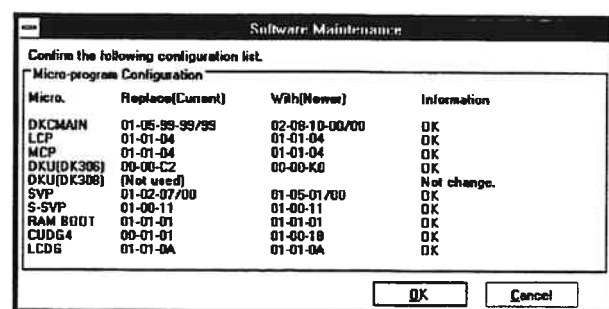 Software Maintenance
Confirm the following configuration list.
Micro-program Configuration
Micro. Replace(Current) With(Newer) Information
DKCMAIN 01-05-99-99/99 02-08-10-00/00 OK
LCP 01-01-04 01-01-04 OK
MCP 01-01-04 01-01-04 OK
DKU(DK306) 00-00-C2 00-00-K0 OK
DKU(DK308) (Not used) Not change.
SVP 01-02-07/00 01-05-01/00 OK
S-SVP 01-00-11 01-00-11 OK
RAM BOOT 01-01-01 01-01-01 OK
CUDG4 00-01-01 01-00-18 OK
LCDG 01-01-0A 01-01-0A OK
OK Cancel